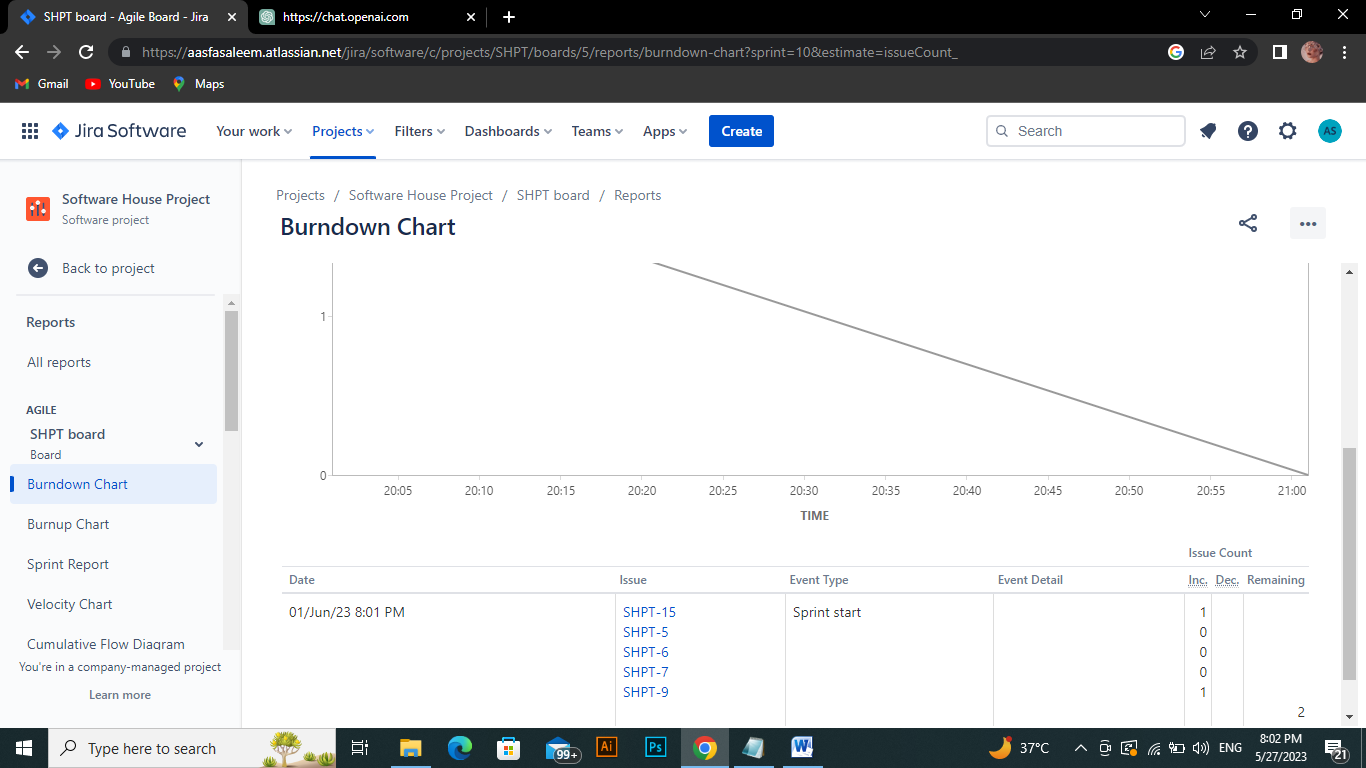 SHPT board - Agile Board - Jira
https://chat.openai.com
https://aasfasaleem.atlassian.net/jira/software/c/projects/SHPT/boards/5/reports/burndown-chart?sprint=10&estimate=issueCount_
Gmail YouTube Maps
Jira Software Your work Projects Filters Dashboards Teams Apps Create Search AS
Software House Project
Software project
Back to project
Reports
All reports
AGILE
SHPT board
Board
Burndown Chart
Burnup Chart
Sprint Report
Velocity Chart
Cumulative Flow Diagram
You're in a company-managed project
Learn more
Projects / Software House Project / SHPT board / Reports
Burndown Chart
1
0
20:05 20:10 20:15 20:20 20:25 20:30 20:35 20:40 20:45 20:50 20:55 21:00
TIME
Issue Count
Date Issue Event Type Event Detail Inc. Dec. Remaining
01/Jun/23 8:01 PM SHPT-15 Sprint start 1
SHPT-5 0
SHPT-6 0
SHPT-7 0
SHPT-9 1
2
Type here to search
99+
Ai
Ps
W
37°C
ENG
8:02 PM
5/27/2023
21